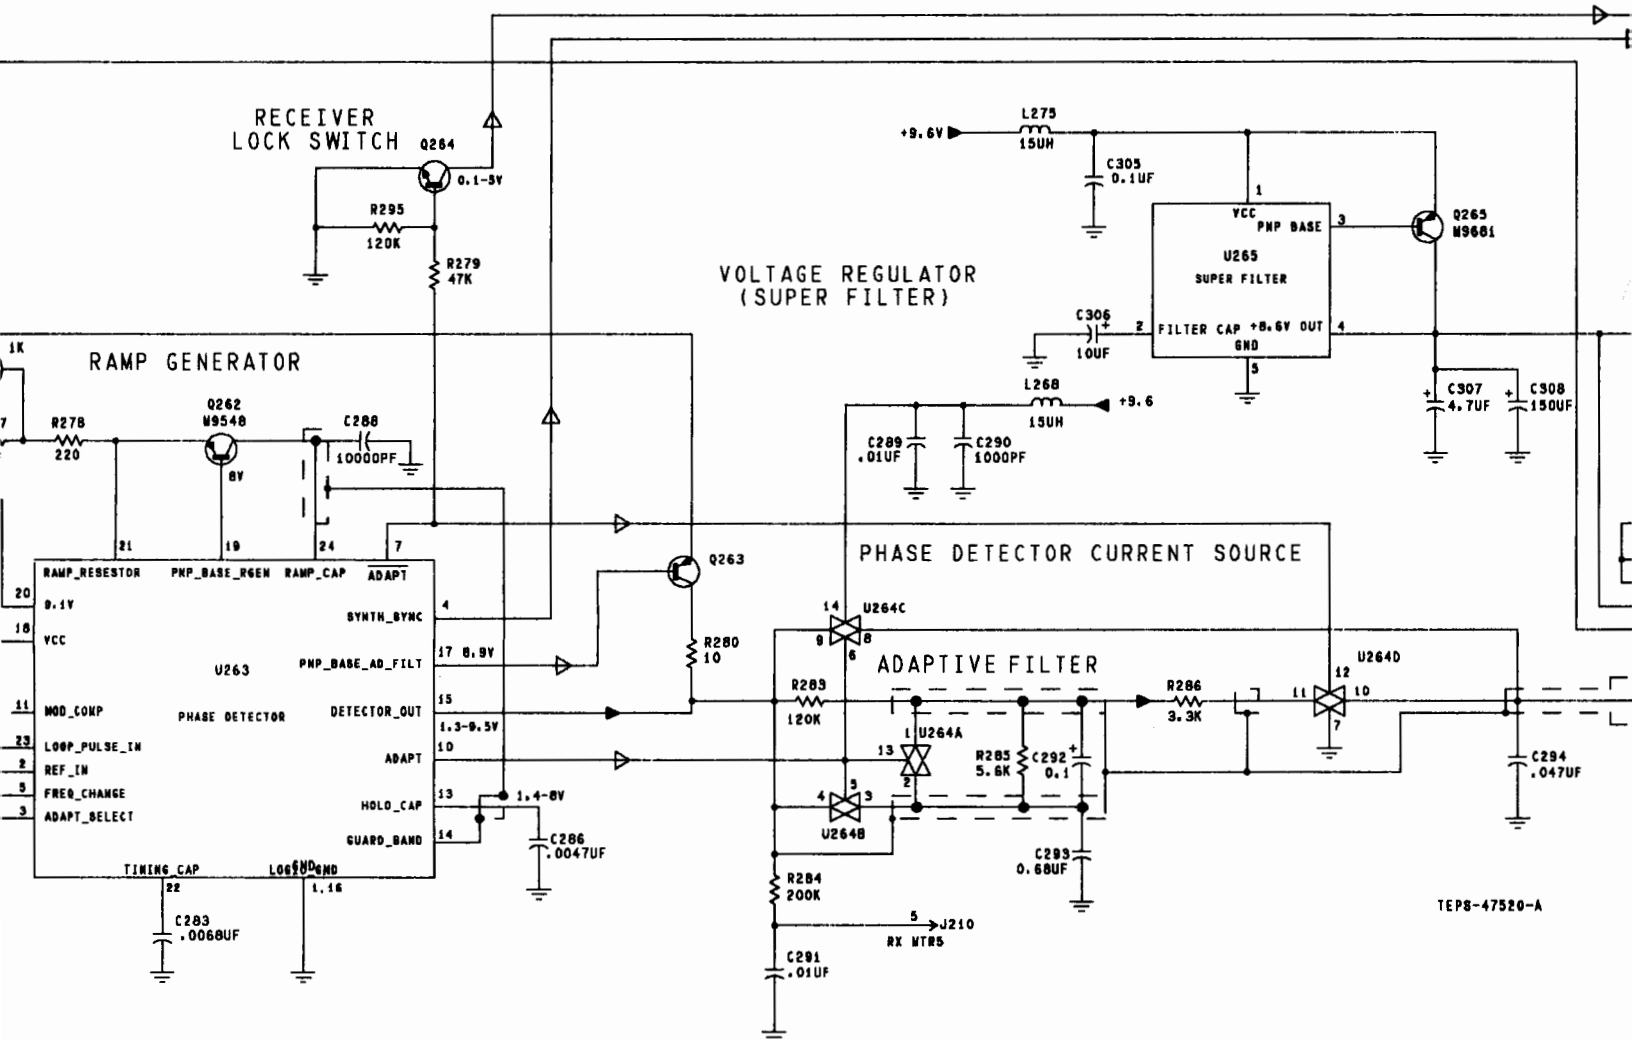 RECEIVER
LOCK SWITCH
Q264
0.1-5V
R295
120K
R279
47K
L275
+9.6V
15UH
C305
0.1UF
1
VCC
PNP BASE
3
Q265
M9681
U265
SUPER FILTER
VOLTAGE REGULATOR
(SUPER FILTER)
C306
10UF
2
FILTER CAP
+8.6V OUT
4
GND
5
C307
4.7UF
C308
150UF
L268
15UH
+9.6
C289
.01UF
C290
1000PF
1K
RAMP GENERATOR
7
R278
220
Q262
M9548
8V
C288
10000PF
21
19
24
7
RAMP_RESESTOR
PNP_BASE_RGEN
RAMP_CAP
ADAPT
20
9.1V
18
VCC
SYNTH_SYNC
4
PNP_BASE_AD_FILT
17
8.9V
U263
PHASE DETECTOR
11
MOD_COMP
DETECTOR_OUT
15
1.3-9.5V
23
LOOP_PULSE_IN
2
REF_IN
ADAPT
10
5
FREQ_CHANGE
3
ADAPT_SELECT
HOLD_CAP
13
1.4-8V
GUARD_BAND
14
C286
.0047UF
TIMING_CAP
22
GND
LOGIC GND
1,16
C283
.0068UF
Q263
R280
10
PHASE DETECTOR CURRENT SOURCE
14
U264C
9
8
6
ADAPTIVE FILTER
R283
120K
1
U264A
13
2
R285
5.6K
C292
0.1
5
4
3
U264B
R286
3.3K
U264D
12
11
10
7
C294
.047UF
C293
0.68UF
R284
200K
5
J210
RX MTR5
C291
.01UF
TEPS-47520-A